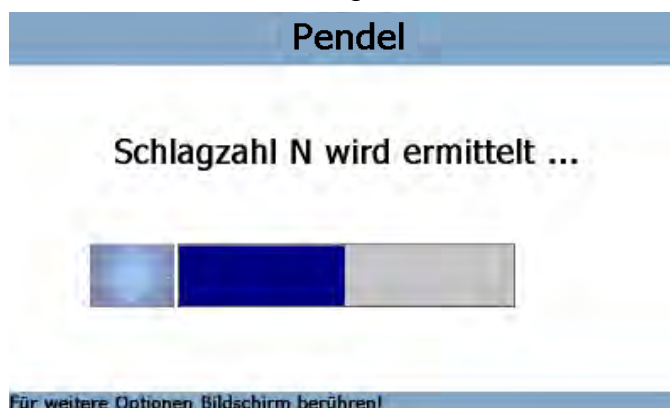 Pendel
Schlagzahl N wird ermittelt ...
Für weitere Optionen Bildschirm berühren!